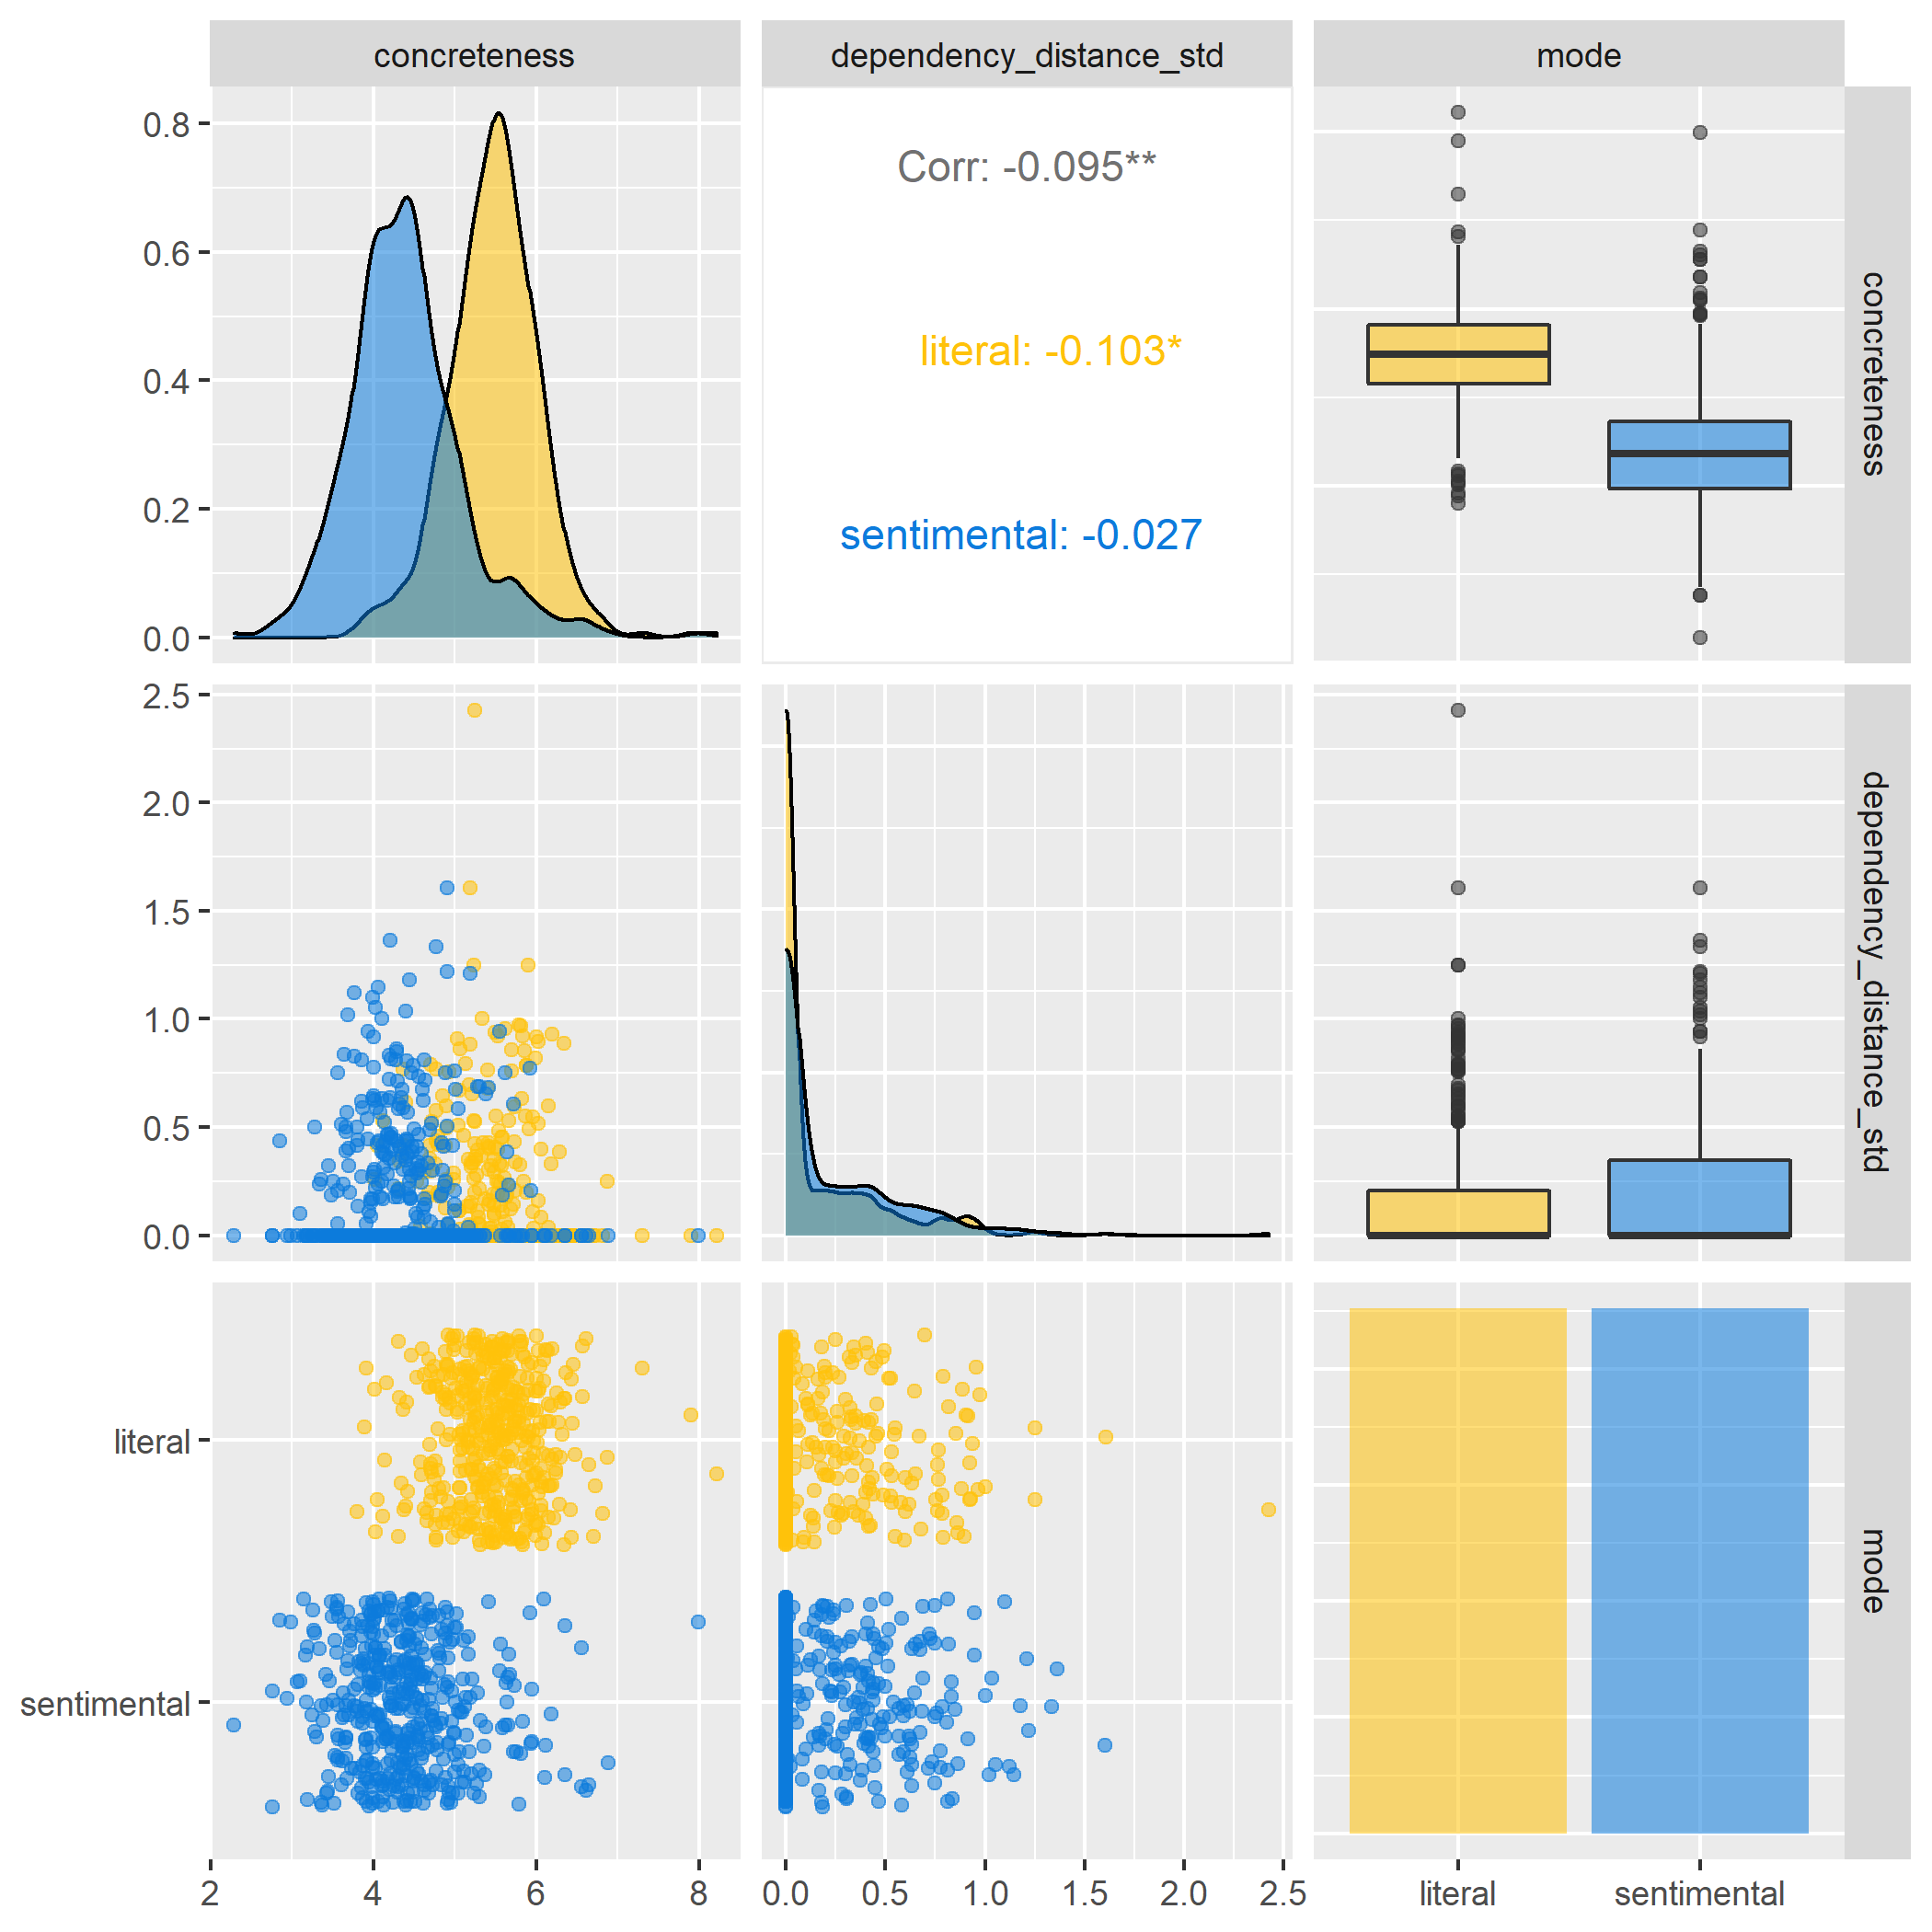 concreteness dependency_distance_std mode
0.8
0.6
0.4
0.2
0.0
Corr: -0.095**
literal: -0.103*
sentimental: -0.027
concreteness
2.5
2.0
1.5
1.0
0.5
0.0
dependency_distance_std
literal
sentimental
mode
2 4 6 8
0.0 0.5 1.0 1.5 2.0 2.5
literal sentimental